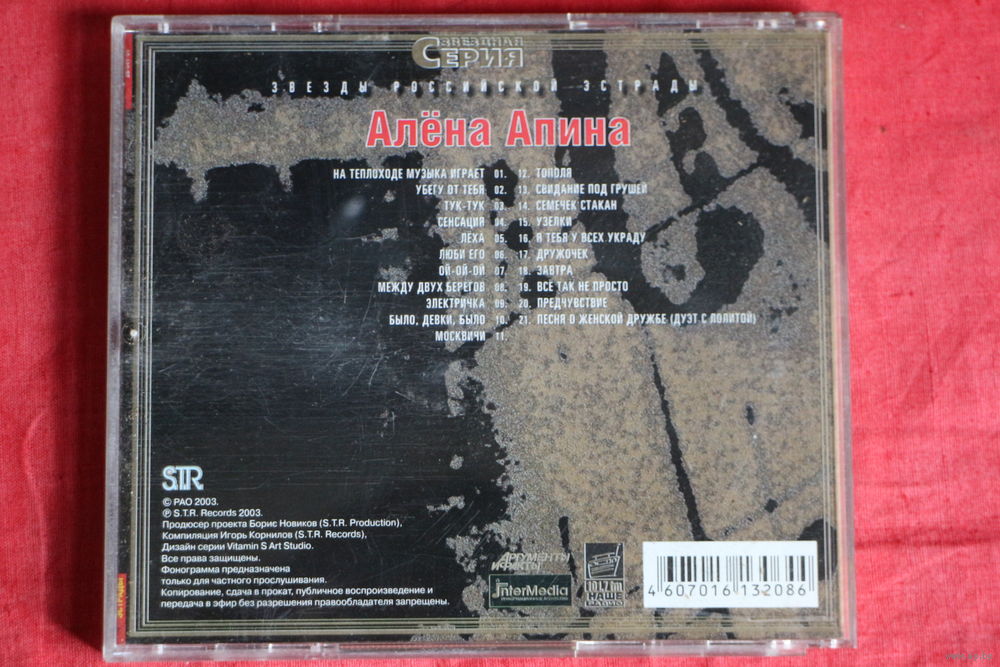 ЗВЕЗДНАЯ
СЕРИЯ
ЗВЕЗДЫ РОССИЙСКОЙ ЭСТРАДЫ
Алёна Апина
НА ТЕПЛОХОДЕ МУЗЫКА ИГРАЕТ 01.
УБЕГУ ОТ ТЕБЯ 02.
ТУК-ТУК 03.
СЕНСАЦИЯ 04.
ЛЁХА 05.
ЛЮБИ ЕГО 06.
ОЙ-ОЙ-ОЙ 07.
МЕЖДУ ДВУХ БЕРЕГОВ 08.
ЭЛЕКТРИЧКА 09.
БЫЛО, ДЕВКИ, БЫЛО 10.
МОСКВИЧИ 11.
12. ТОПОЛЯ
13. СВИДАНИЕ ПОД ГРУШЕЙ
14. СЕМЕЧЕК СТАКАН
15. УЗЕЛКИ
16. Я ТЕБЯ У ВСЕХ УКРАДУ
17. ДРУЖОЧЕК
18. ЗАВТРА
19. ВСЁ ТАК НЕ ПРОСТО
20. ПРЕДЧУВСТВИЕ
21. ПЕСНЯ О ЖЕНСКОЙ ДРУЖБЕ (ДУЭТ С ЛОЛИТОЙ)
S.T.R.
© РАО 2003.
℗ S.T.R. Records 2003.
Продюсер проекта Борис Новиков (S.T.R. Production),
Компиляция Игорь Корнилов (S.T.R. Records),
Дизайн серии Vitamin S Art Studio.
Все права защищены.
Фонограмма предназначена
только для частного прослушивания.
Копирование, сдача в прокат, публичное воспроизведение и
передача в эфир без разрешения правообладателя запрещены.
АРГУМЕНТЫ
И ФАКТЫ
InterMedia
101.7 fm
НАШЕ
РАДИО
4 607016 132086